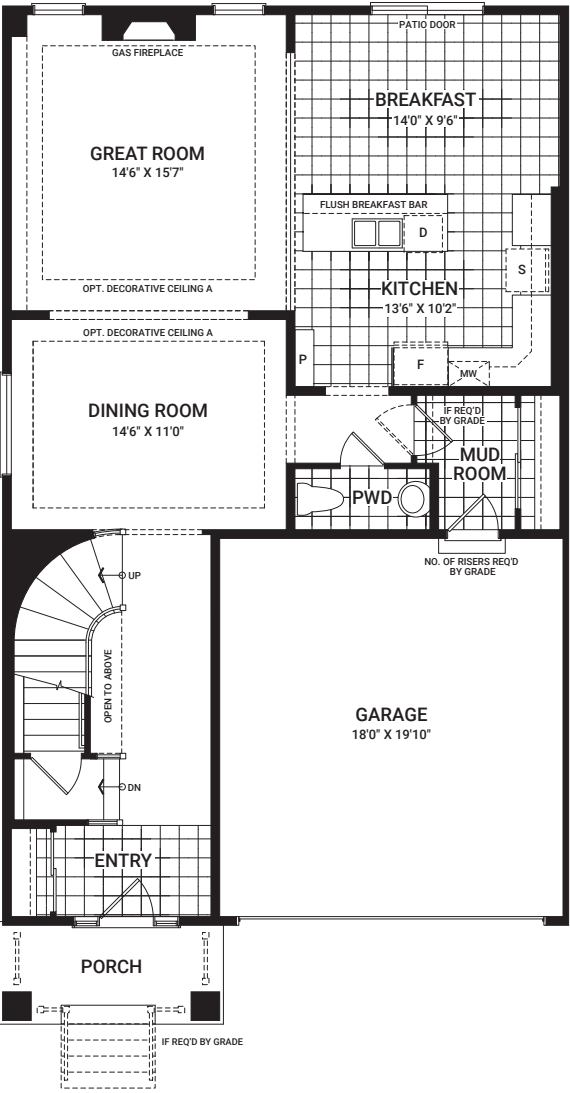 PATIO DOOR
GAS FIREPLACE
BREAKFAST
14'0" X 9'6"
GREAT ROOM
14'6" X 15'7"
FLUSH BREAKFAST BAR
D
S
OPT. DECORATIVE CEILING A
KITCHEN
13'6" X 10'2"
OPT. DECORATIVE CEILING A
P
F
MW
DINING ROOM
14'6" X 11'0"
IF REQ'D
BY GRADE
MUD
ROOM
PWD
NO. OF RISERS REQ'D
BY GRADE
UP
OPEN TO ABOVE
GARAGE
18'0" X 19'10"
DN
ENTRY
PORCH
IF REQ'D BY GRADE